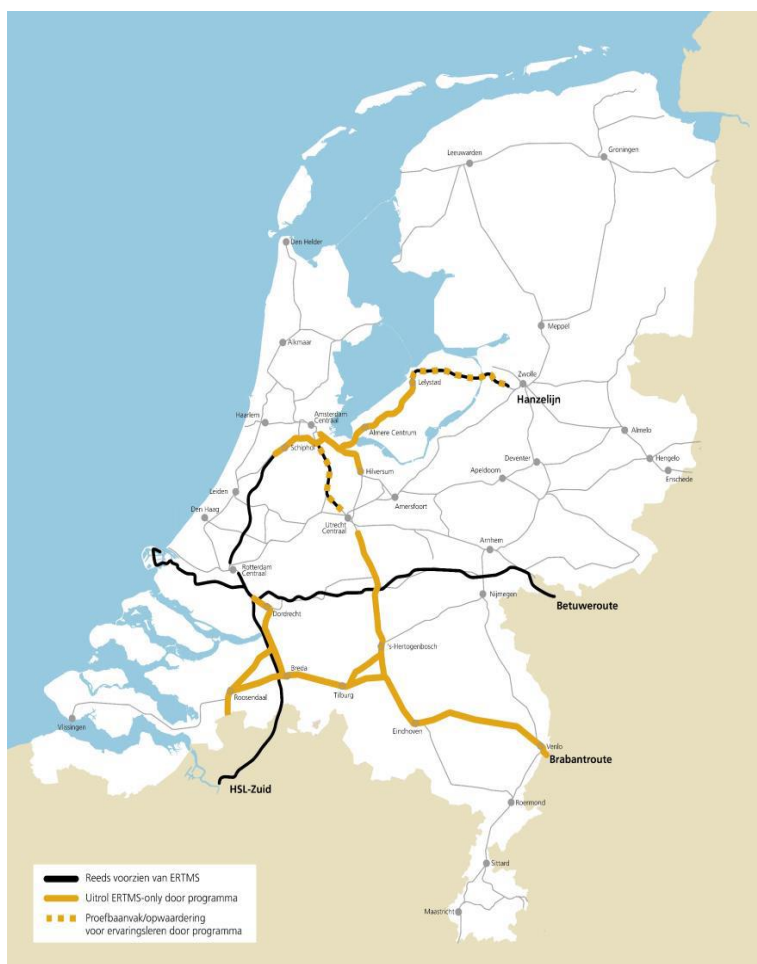 Leeuwarden
Groningen
Den Helder
Meppel
Alkmaar
Zwolle
Lelystad
Hanzelijn
Haarlem
Amsterdam
Centraal
Almere Centrum
Almelo
Schiphol
Deventer
Hengelo
Hilversum
Apeldoorn
Enschede
Leiden
Amersfoort
Den Haag
Utrecht
Centraal
Arnhem
Rotterdam
Centraal
Nijmegen
Betuweroute
Dordrecht
's-Hertogenbosch
Breda
Roosendaal
Tilburg
Vlissingen
Eindhoven
Venlo
Brabantroute
HSL-Zuid
Roermond
Sittard
Maastricht
Reeds voorzien van ERTMS
Uitrol ERTMS-only door programma
Proefbaanvak/opwaardering
voor ervaringsleren door programma